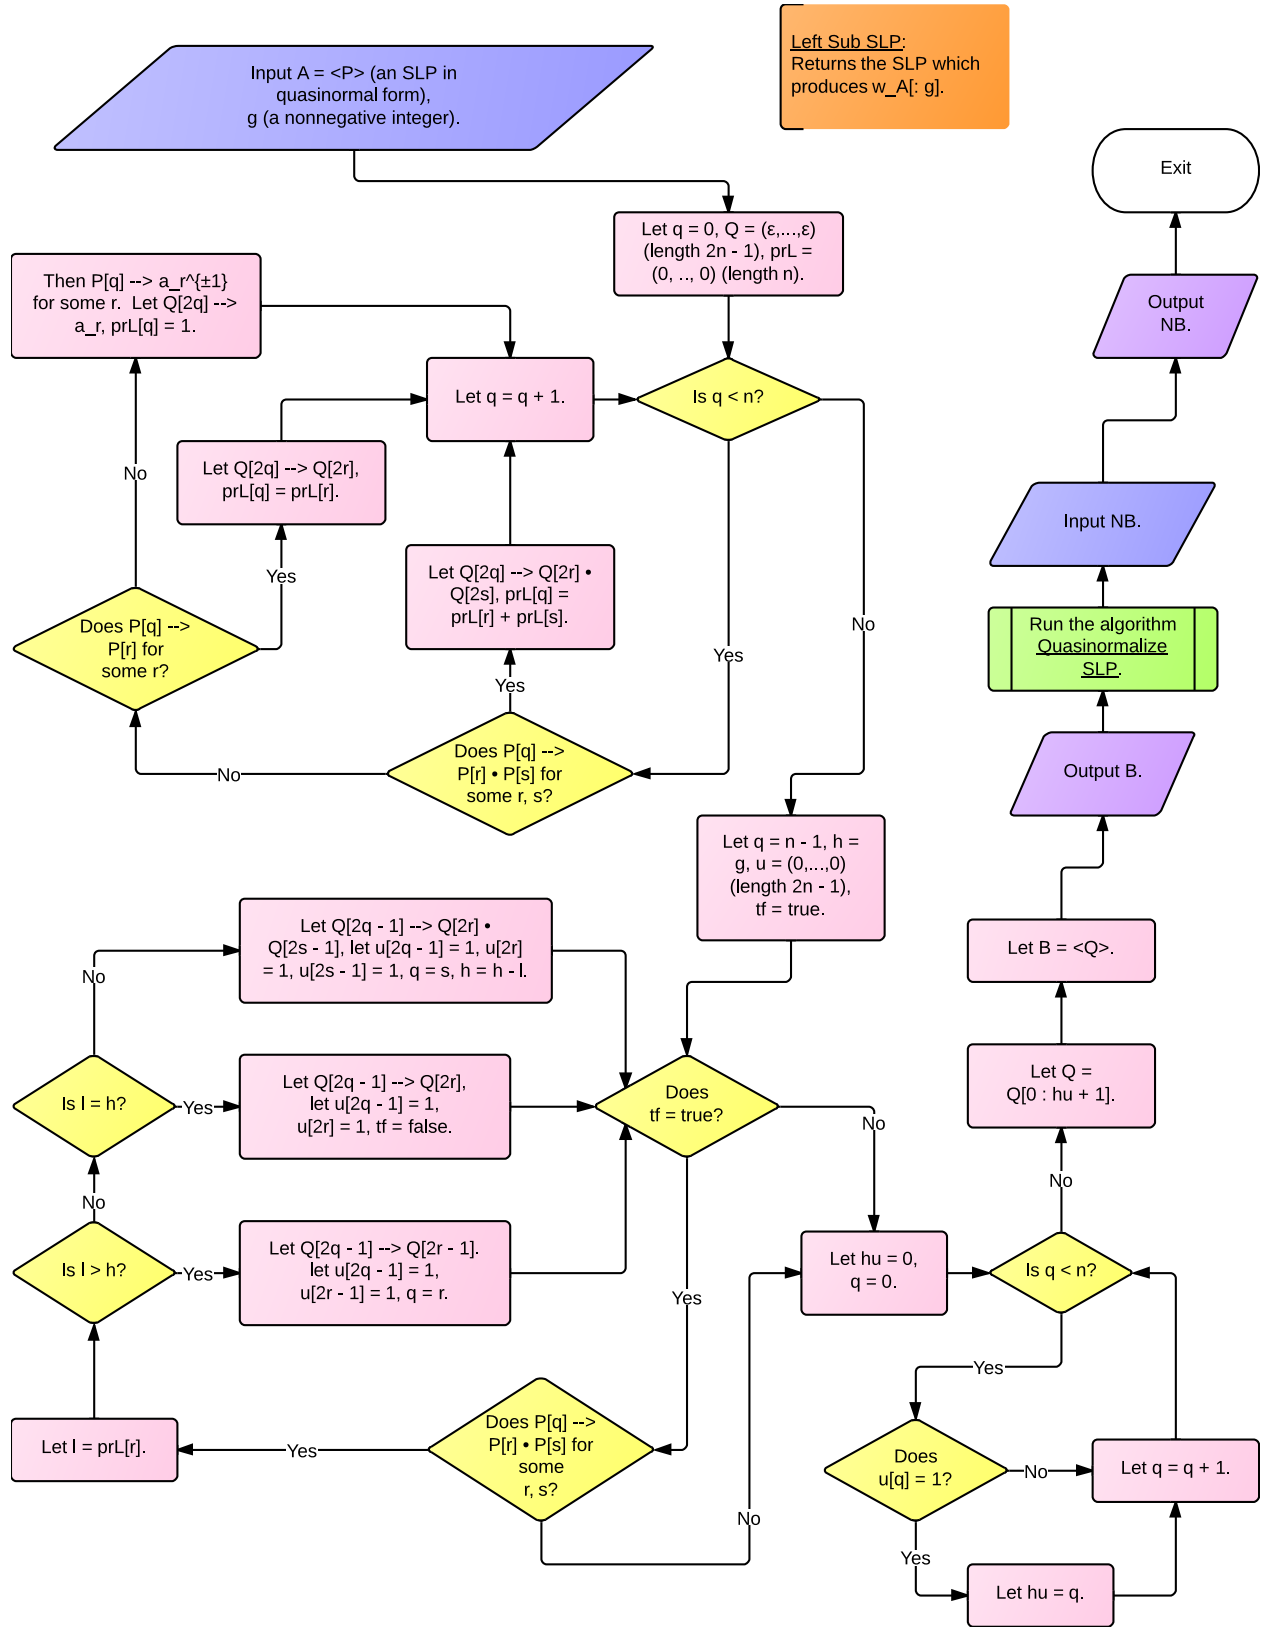 Input A = <P> (an SLP in
quasinormal form),
g (a nonnegative integer).
Left Sub SLP:
Returns the SLP which
produces w_A[: g].
Exit
Let q = 0, Q = (ε,...,ε)
(length 2n - 1), prL =
(0, .., 0) (length n).
Then P[q] --> a_r^{±1}
for some r.  Let Q[2q] -->
a_r, prL[q] = 1.
Output
NB.
Let q = q + 1.
Is q < n?
No
Let Q[2q] --> Q[2r],
prL[q] = prL[r].
Input NB.
Yes
Let Q[2q] --> Q[2r] •
Q[2s], prL[q] =
prL[r] + prL[s].
No
Does P[q] -->
P[r] for
some r?
Run the algorithm
Quasinormalize
SLP.
Yes
Yes
No
Does P[q] -->
P[r] • P[s] for
some r, s?
Output B.
Let q = n - 1, h =
g, u = (0,...,0)
(length 2n - 1),
tf = true.
Let Q[2q - 1] --> Q[2r] •
Q[2s - 1], let u[2q - 1] = 1, u[2r]
= 1, u[2s - 1] = 1, q = s, h = h - l.
Let B = <Q>.
No
Is l = h?
Yes
Let Q[2q - 1] --> Q[2r],
let u[2q - 1] = 1,
u[2r] = 1, tf = false.
Does
tf = true?
No
Let Q =
Q[0 : hu + 1].
No
No
Is l > h?
Yes
Let Q[2q - 1] --> Q[2r - 1].
let u[2q - 1] = 1,
u[2r - 1] = 1, q = r.
Yes
Let hu = 0,
q = 0.
Is q < n?
Yes
Let l = prL[r].
Yes
Does P[q] -->
P[r] • P[s] for
some
r, s?
No
Does
u[q] = 1?
No
Let q = q + 1.
Yes
Let hu = q.